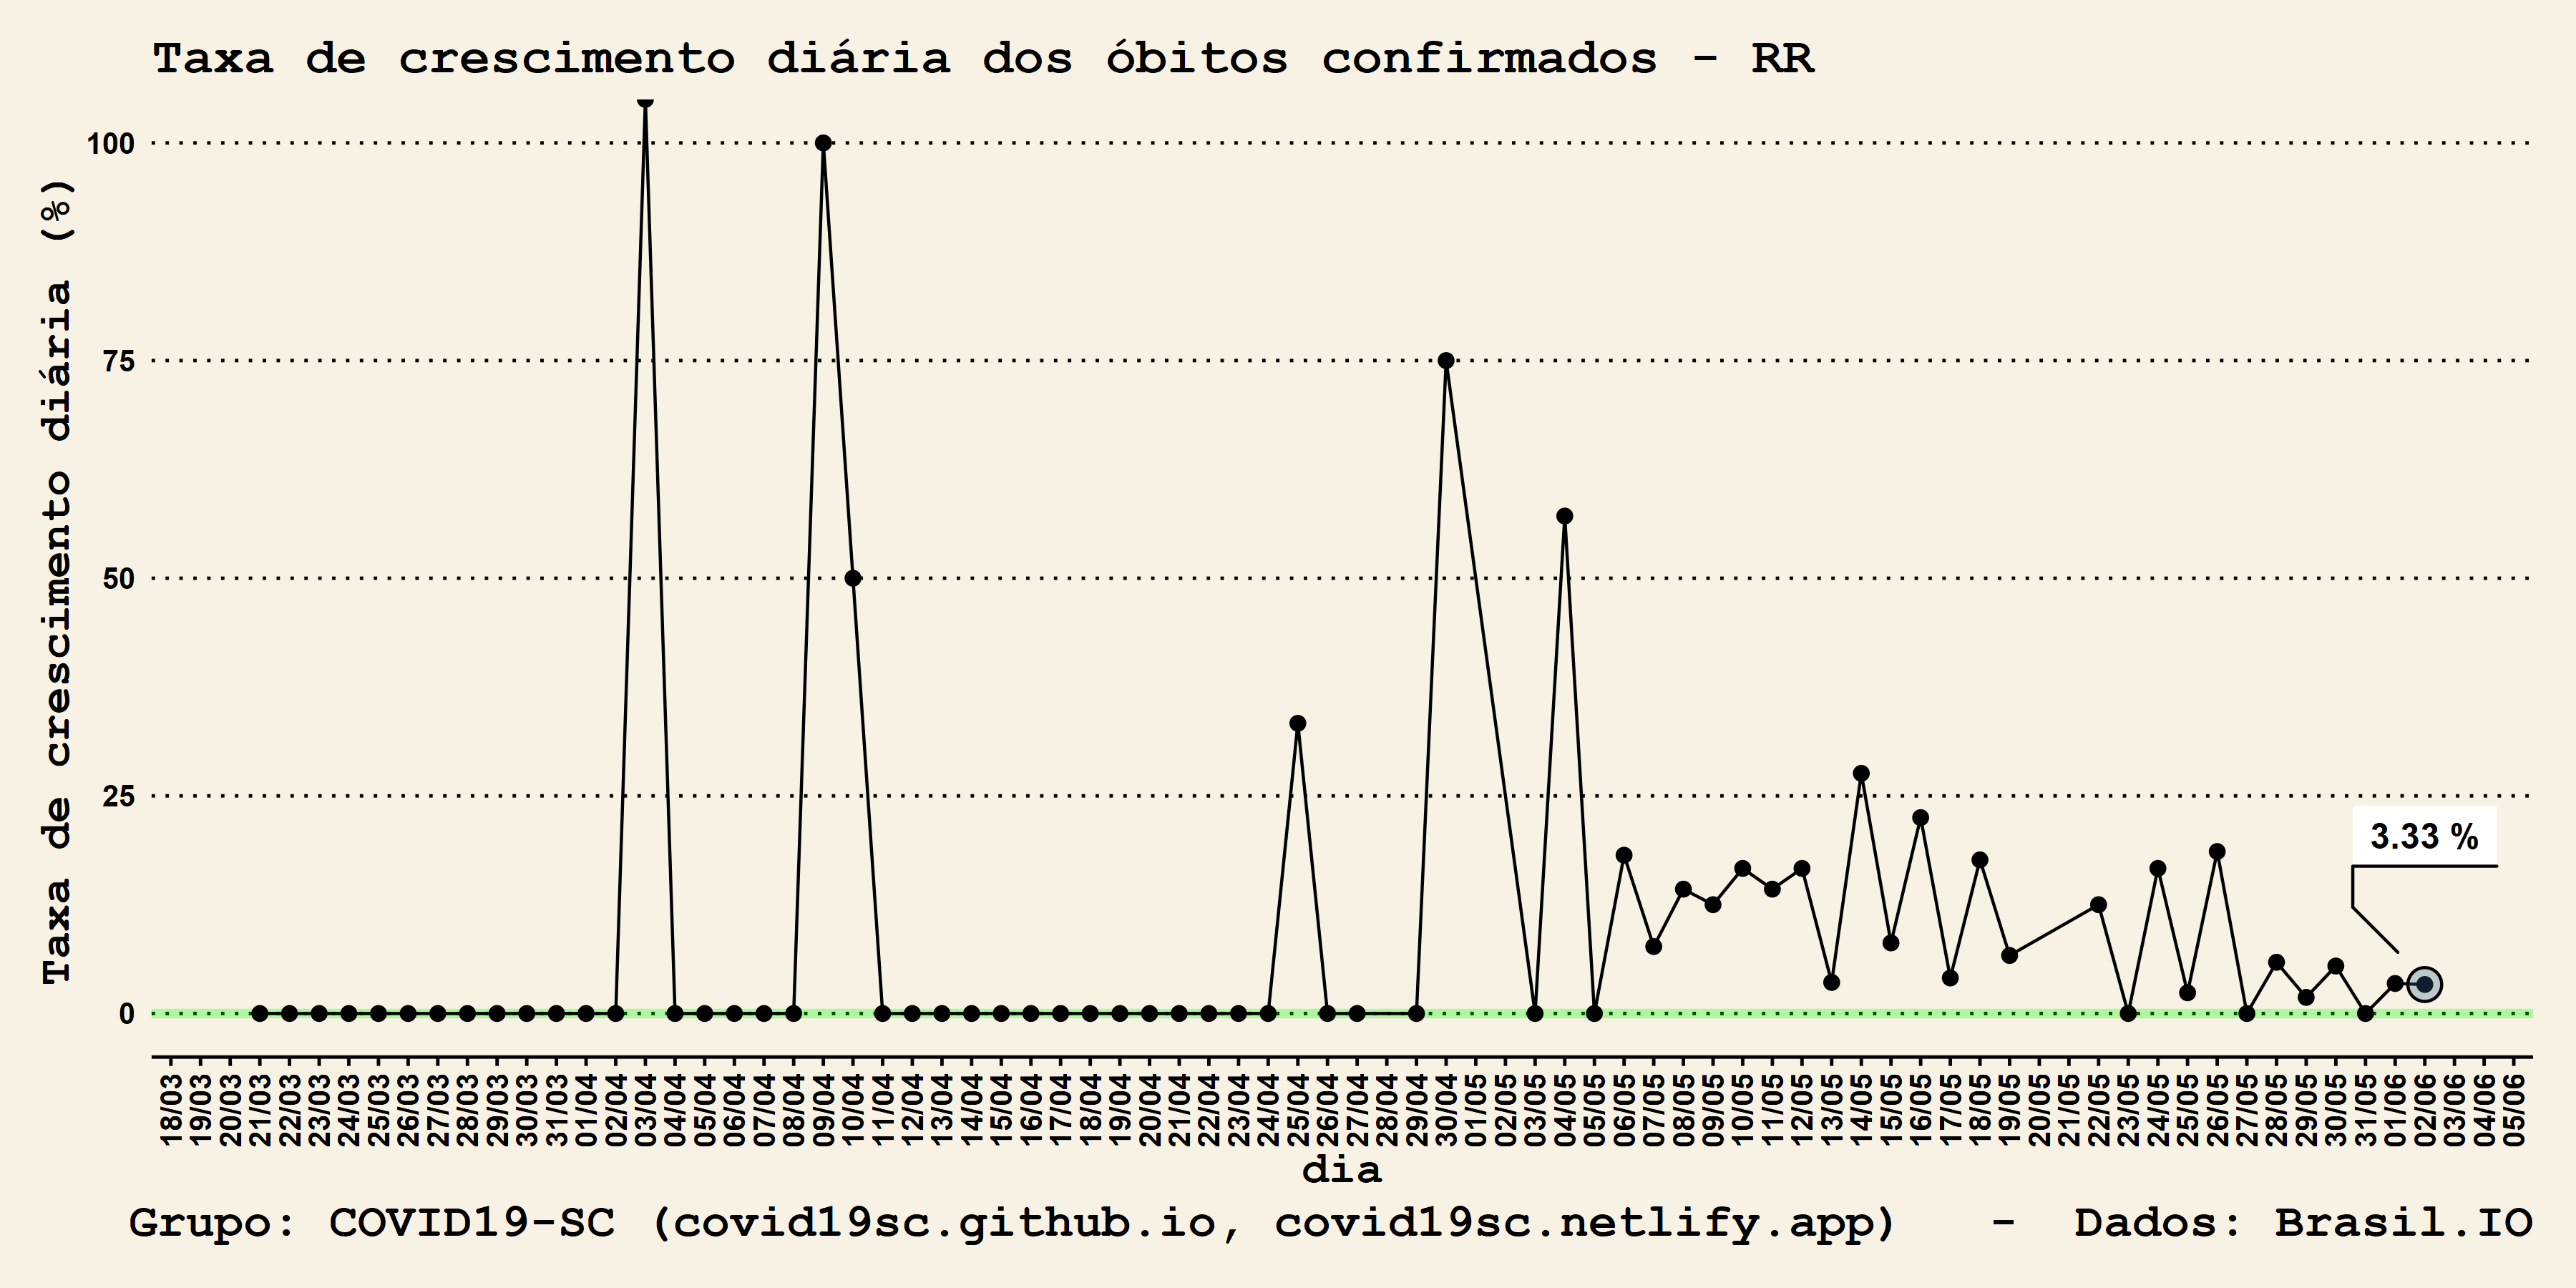 Taxa de crescimento diária dos óbitos confirmados - RR
Taxa de crescimento diária (%)
100
75
50
25
0
3.33 %
18/03 19/03 20/03 21/03 22/03 23/03 24/03 25/03 26/03 27/03 28/03 29/03 30/03 31/03 01/04 02/04 03/04 04/04 05/04 06/04 07/04 08/04 09/04 10/04 11/04 12/04 13/04 14/04 15/04 16/04 17/04 18/04 19/04 20/04 21/04 22/04 23/04 24/04 25/04 26/04 27/04 28/04 29/04 30/04 01/05 02/05 03/05 04/05 05/05 06/05 07/05 08/05 09/05 10/05 11/05 12/05 13/05 14/05 15/05 16/05 17/05 18/05 19/05 20/05 21/05 22/05 23/05 24/05 25/05 26/05 27/05 28/05 29/05 30/05 31/05 01/06 02/06 03/06 04/06 05/06
dia
Grupo: COVID19-SC (covid19sc.github.io, covid19sc.netlify.app) - Dados: Brasil.IO